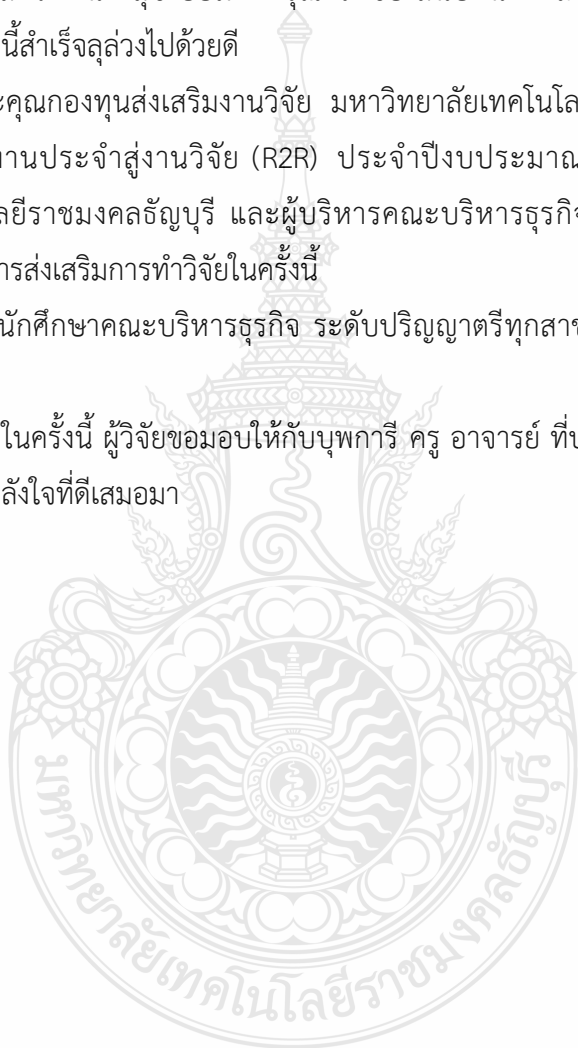 นี้สำเร็จลุล่วงไปด้วยดี
ะคุณกองทุนส่งเสริมงานวิจัย มหาวิทยาลัยเทคโนโล
งานประจำสู่งานวิจัย (R2R) ประจำปีงบประมาณ
ลยีราชมงคลธัญบุรี และผู้บริหารคณะบริหารธุรกิจ
ารส่งเสริมการทำวิจัยในครั้งนี้
นักศึกษาคณะบริหารธุรกิจ ระดับปริญญาตรีทุกสาข
ในครั้งนี้ ผู้วิจัยขอมอบให้กับบุพการี ครู อาจารย์ ที่ป
ลังใจที่ดีเสมอมา
มหาวิทยาลัยเทคโนโลยีราชมงคลธัญบุรี